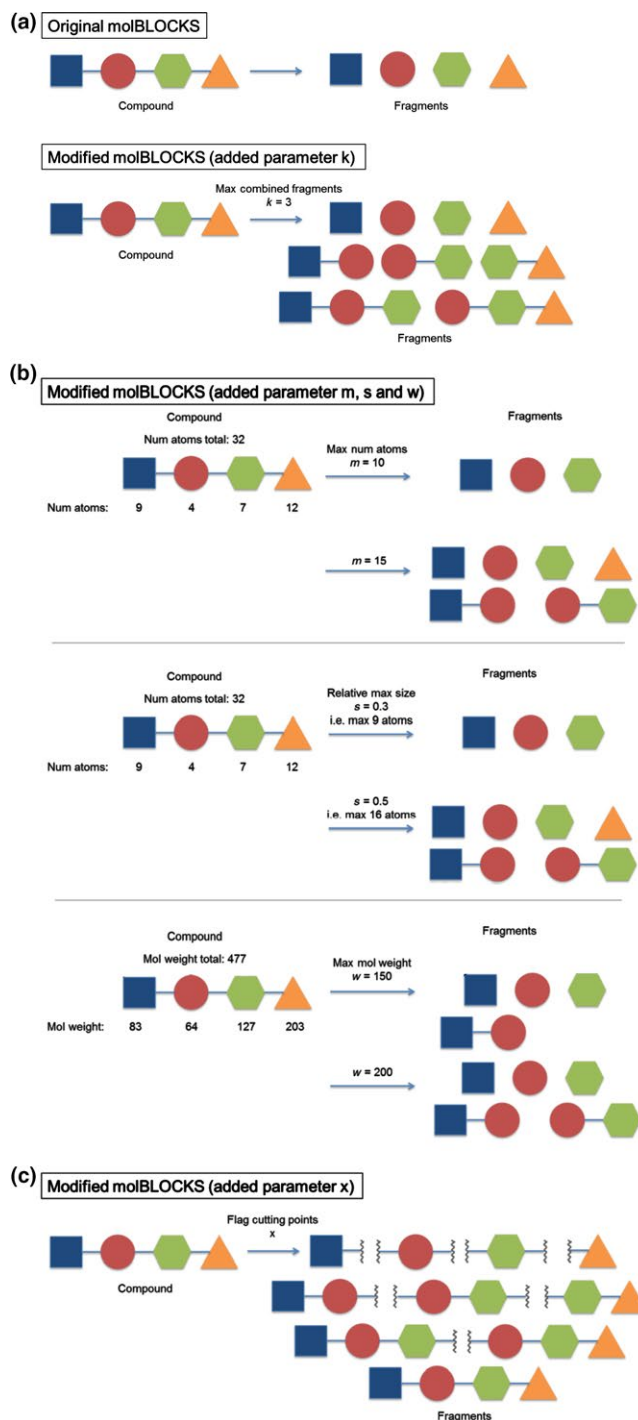 (a)
Original molBLOCKS
Compound
Fragments
Modified molBLOCKS (added parameter k)
Max combined fragments
k = 3
Compound
Fragments
(b)
Modified molBLOCKS (added parameter m, s and w)
Compound
Fragments
Num atoms total: 32
Max num atoms
m = 10
Num atoms: 9 4 7 12
m = 15
Compound
Fragments
Num atoms total: 32
Relative max size
s = 0.3
i.e. max 9 atoms
Num atoms: 9 4 7 12
s = 0.5
i.e. max 16 atoms
Compound
Fragments
Mol weight total: 477
Max mol weight
w = 150
Mol weight: 83 64 127 203
w = 200
(c)
Modified molBLOCKS (added parameter x)
Flag cutting points
x
Compound
Fragments